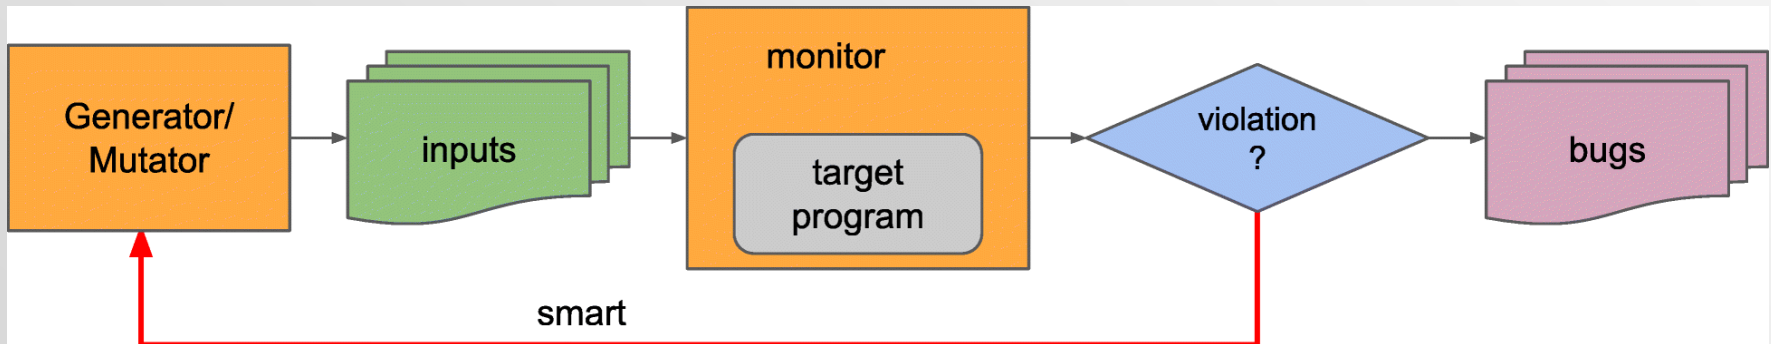 Generator/
Mutator
inputs
monitor
target
program
violation
?
bugs
smart